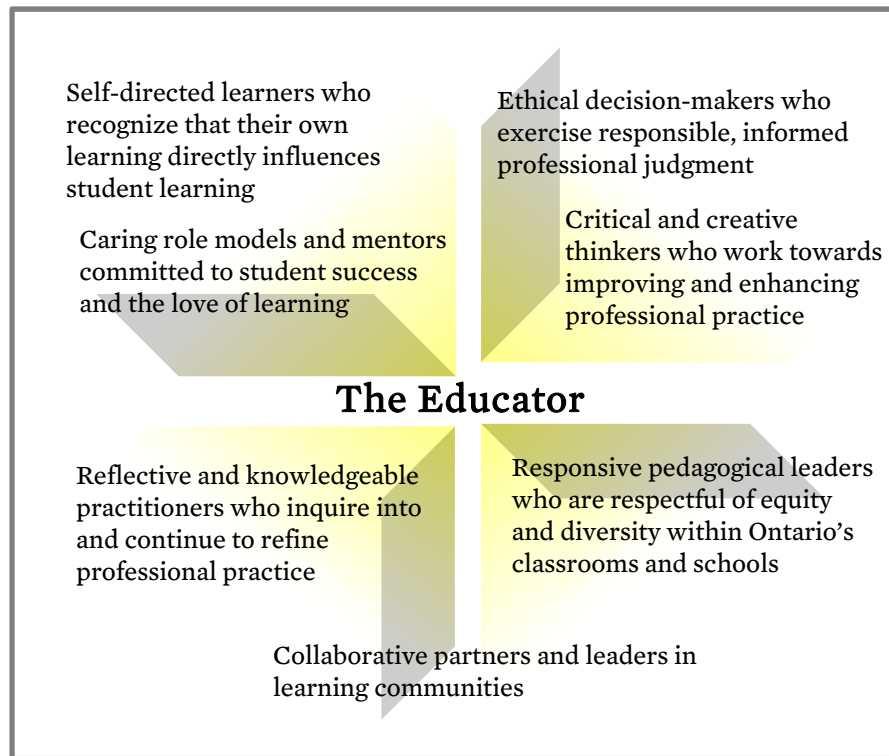 Self-directed learners who
recognize that their own
learning directly influences
student learning
Caring role models and mentors
committed to student success
and the love of learning
Ethical decision-makers who
exercise responsible, informed
professional judgment
Critical and creative
thinkers who work towards
improving and enhancing
professional practice
The Educator
Reflective and knowledgeable
practitioners who inquire into
and continue to refine
professional practice
Responsive pedagogical leaders
who are respectful of equity
and diversity within Ontario’s
classrooms and schools
Collaborative partners and leaders in
learning communities